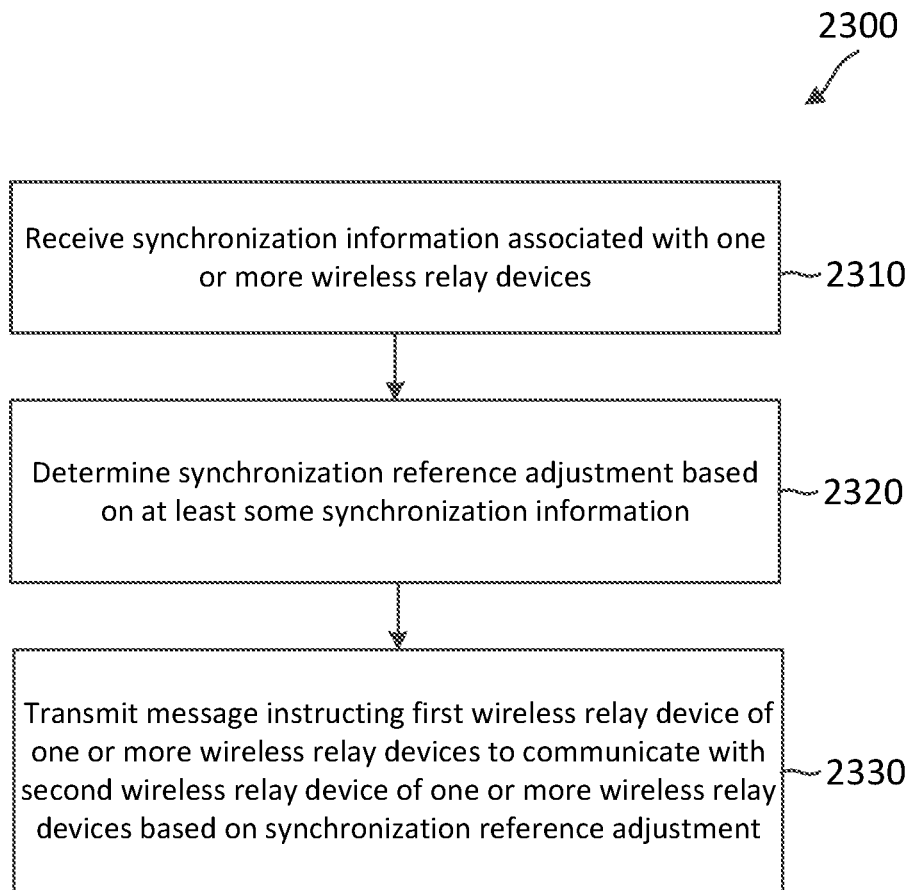 2300
Receive synchronization information associated with one
or more wireless relay devices
2310
Determine synchronization reference adjustment based
on at least some synchronization information
2320
Transmit message instructing first wireless relay device of
one or more wireless relay devices to communicate with
second wireless relay device of one or more wireless relay
devices based on synchronization reference adjustment
2330